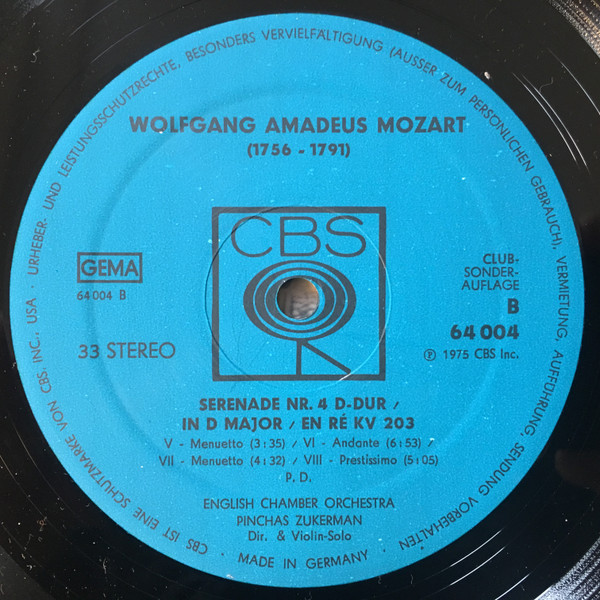 URHEBER- UND LEISTUNGSSCHUTZRECHTE, BESONDERS VERVIELFÄLTIGUNG (AUSSER ZUM PERSÖNLICHEN GEBRAUCH), VERMIETUNG, AUFFÜHRUNG, SENDUNG VORBEHALTEN
WOLFGANG AMADEUS MOZART
(1756 - 1791)
CBS
GEMA
64 004 B
33 STEREO
CLUB-
SONDER-
AUFLAGE
B
64 004
℗ 1975 CBS Inc.
SERENADE NR. 4 D-DUR /
IN D MAJOR / EN RÉ KV 203
V - Menuetto (3:35) / VI - Andante (6:53) /
VII - Menuetto (4:32) / VIII - Prestissimo (5:05)
P. D.
ENGLISH CHAMBER ORCHESTRA
PINCHAS ZUKERMAN
Dir. & Violin-Solo
CBS IST EINE SCHUTZMARKE VON CBS, INC., USA ·
· MADE IN GERMANY ·